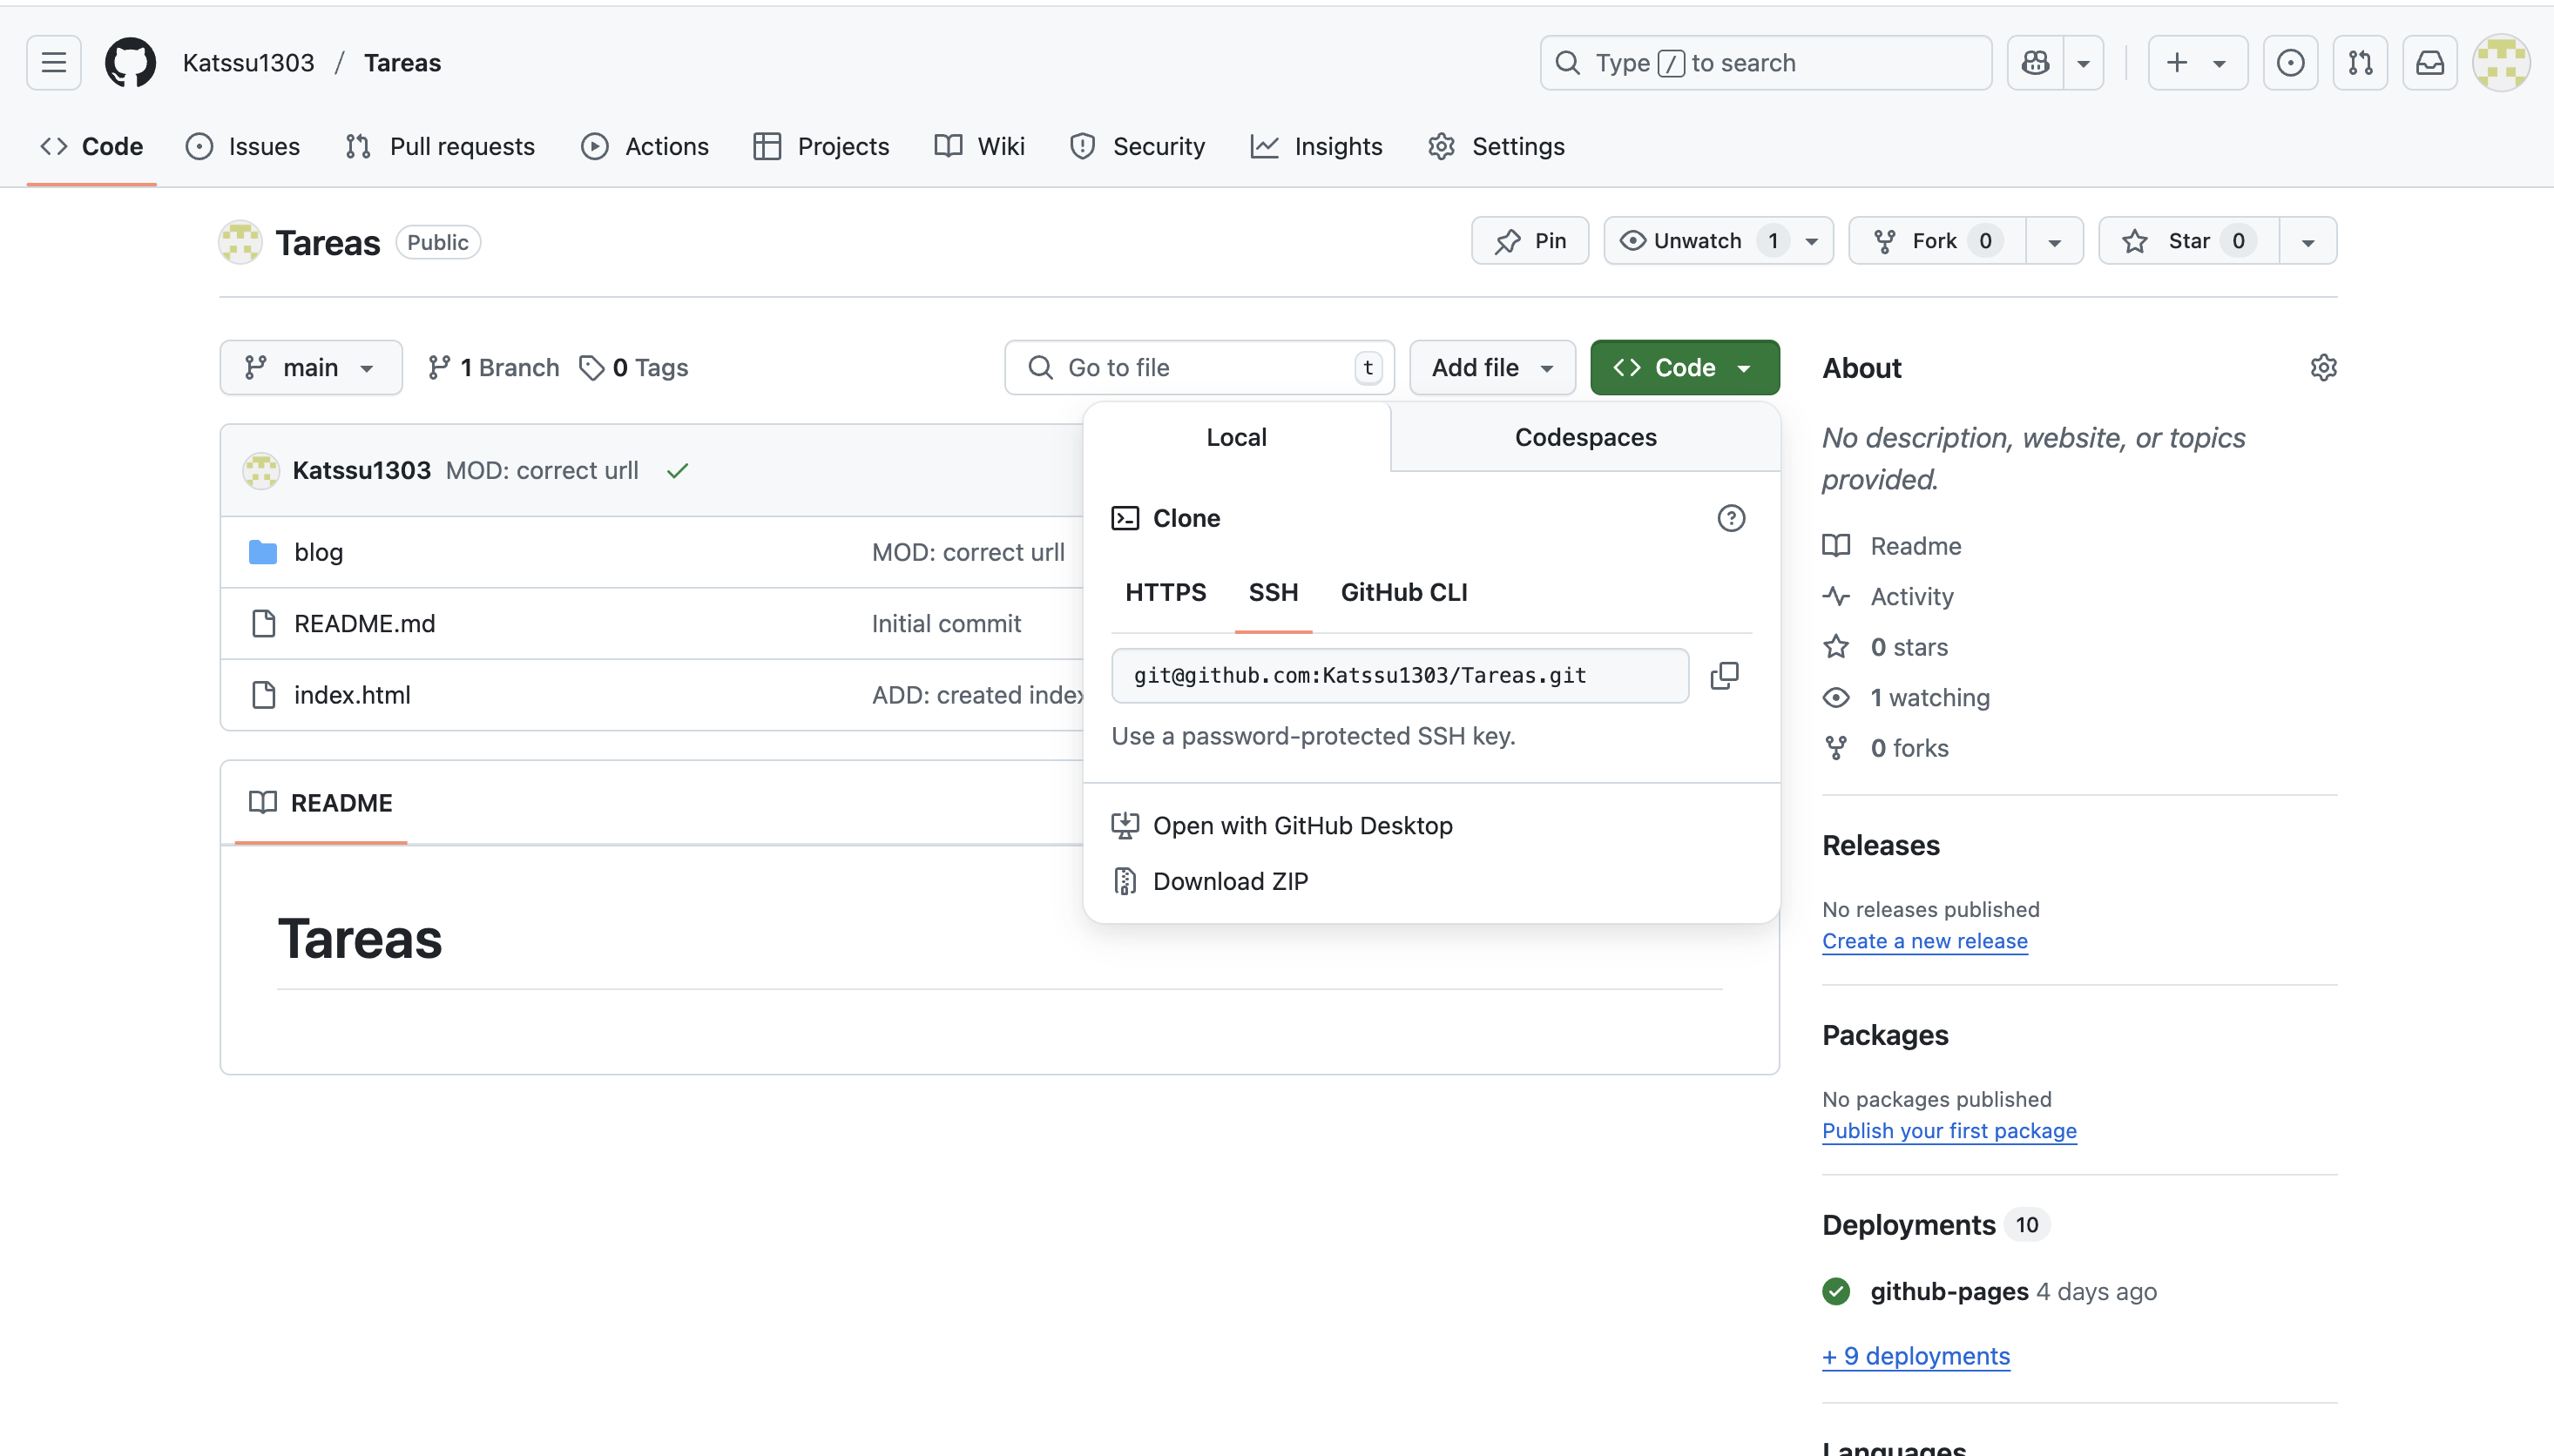 Katssu1303 / Tareas
Type / to search
Code Issues Pull requests Actions Projects Wiki Security Insights Settings
Tareas Public
Pin Unwatch 1 Fork 0 Star 0
main 1 Branch 0 Tags
Go to file t Add file Code
Katssu1303 MOD: correct urll
blog MOD: correct urll
README.md Initial commit
index.html ADD: created index
README
Tareas
Local Codespaces
Clone
HTTPS SSH GitHub CLI
git@github.com:Katssu1303/Tareas.git
Use a password-protected SSH key.
Open with GitHub Desktop
Download ZIP
About
No description, website, or topics
provided.
Readme
Activity
0 stars
1 watching
0 forks
Releases
No releases published
Create a new release
Packages
No packages published
Publish your first package
Deployments 10
github-pages 4 days ago
+ 9 deployments
Languages